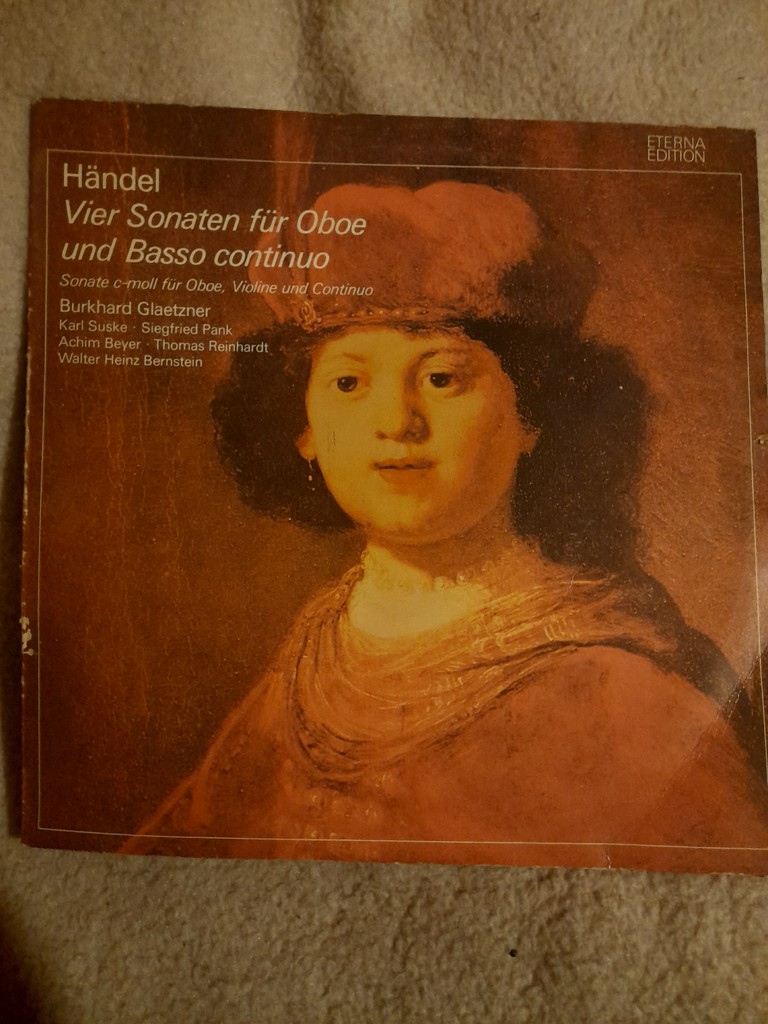 ETERNA
EDITION
Händel
Vier Sonaten für Oboe
und Basso continuo
Sonate c-moll für Oboe, Violine und Continuo
Burkhard Glaetzner
Karl Suske · Siegfried Pank
Achim Beyer · Thomas Reinhardt
Walter Heinz Bernstein